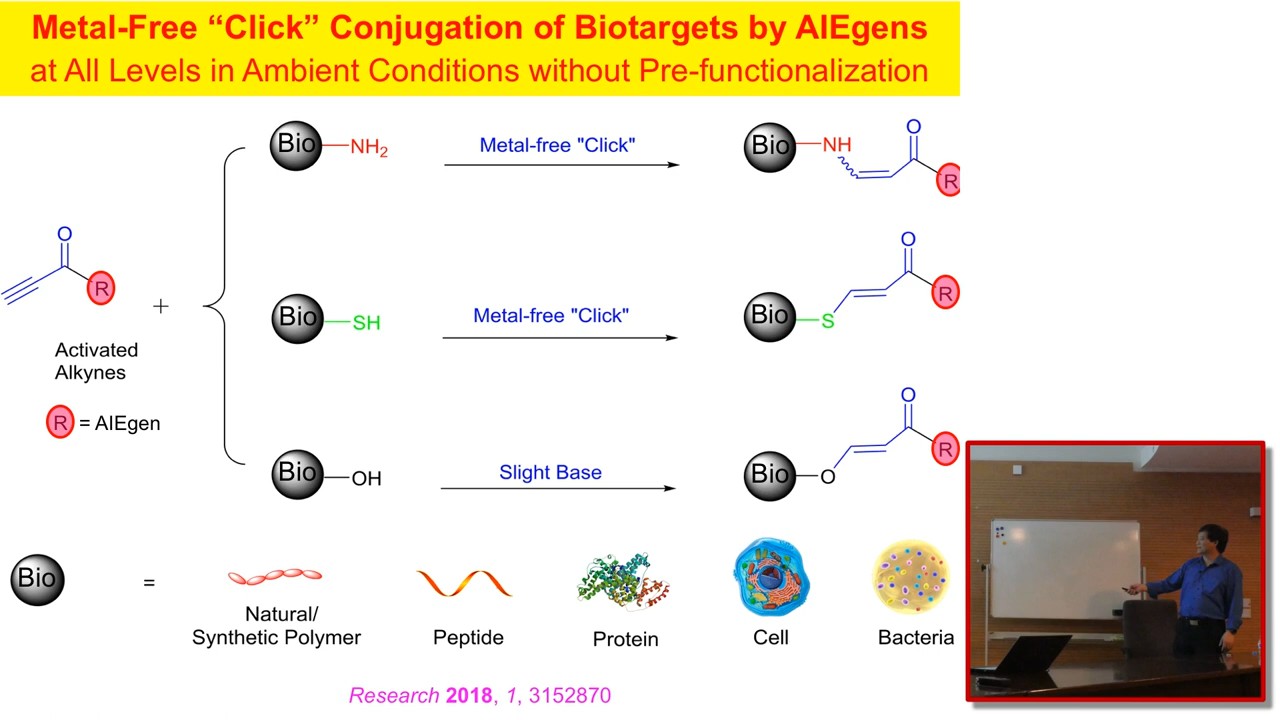 Metal-Free “Click” Conjugation of Biotargets by AIEgens
at All Levels in Ambient Conditions without Pre-functionalization
Bio
NH2
Metal-free "Click"
Bio
NH
O
R
O
R
+
Activated
Alkynes
R = AIEgen
Bio
SH
Metal-free "Click"
Bio
S
O
R
Bio
OH
Slight Base
Bio
O
O
R
Bio
=
Natural/
Synthetic Polymer
Peptide
Protein
Cell
Bacteria
Research 2018, 1, 3152870